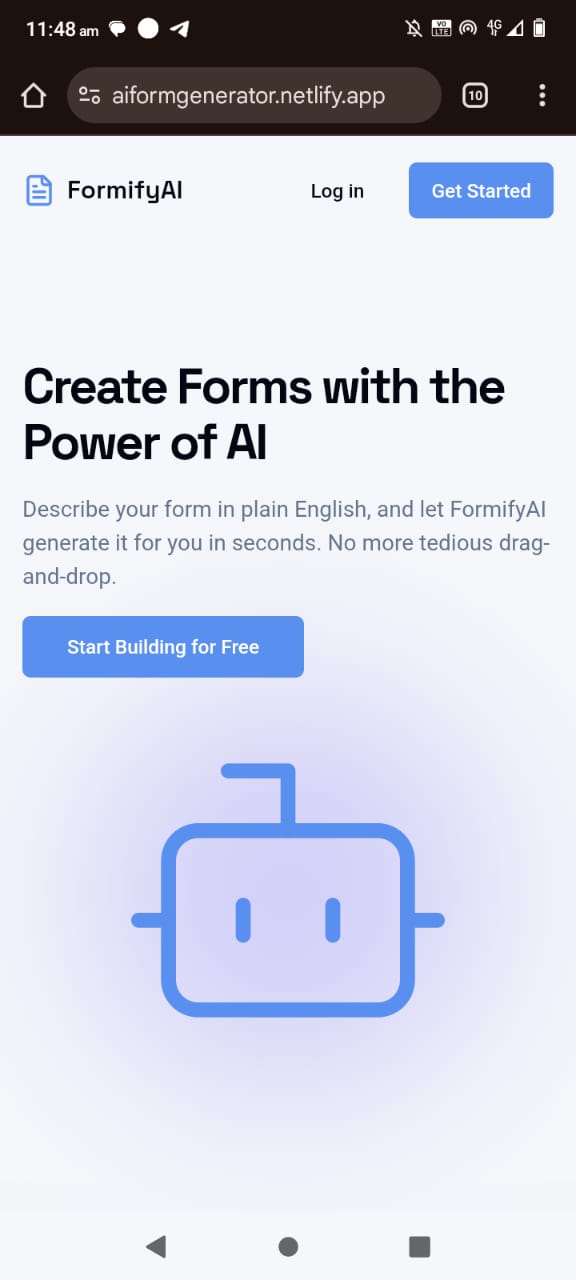 11:48 am
VO LTE
4G
aiformgenerator.netlify.app
10
FormifyAI
Log in
Get Started
Create Forms with the
Power of AI
Describe your form in plain English, and let FormifyAI
generate it for you in seconds. No more tedious drag-
and-drop.
Start Building for Free